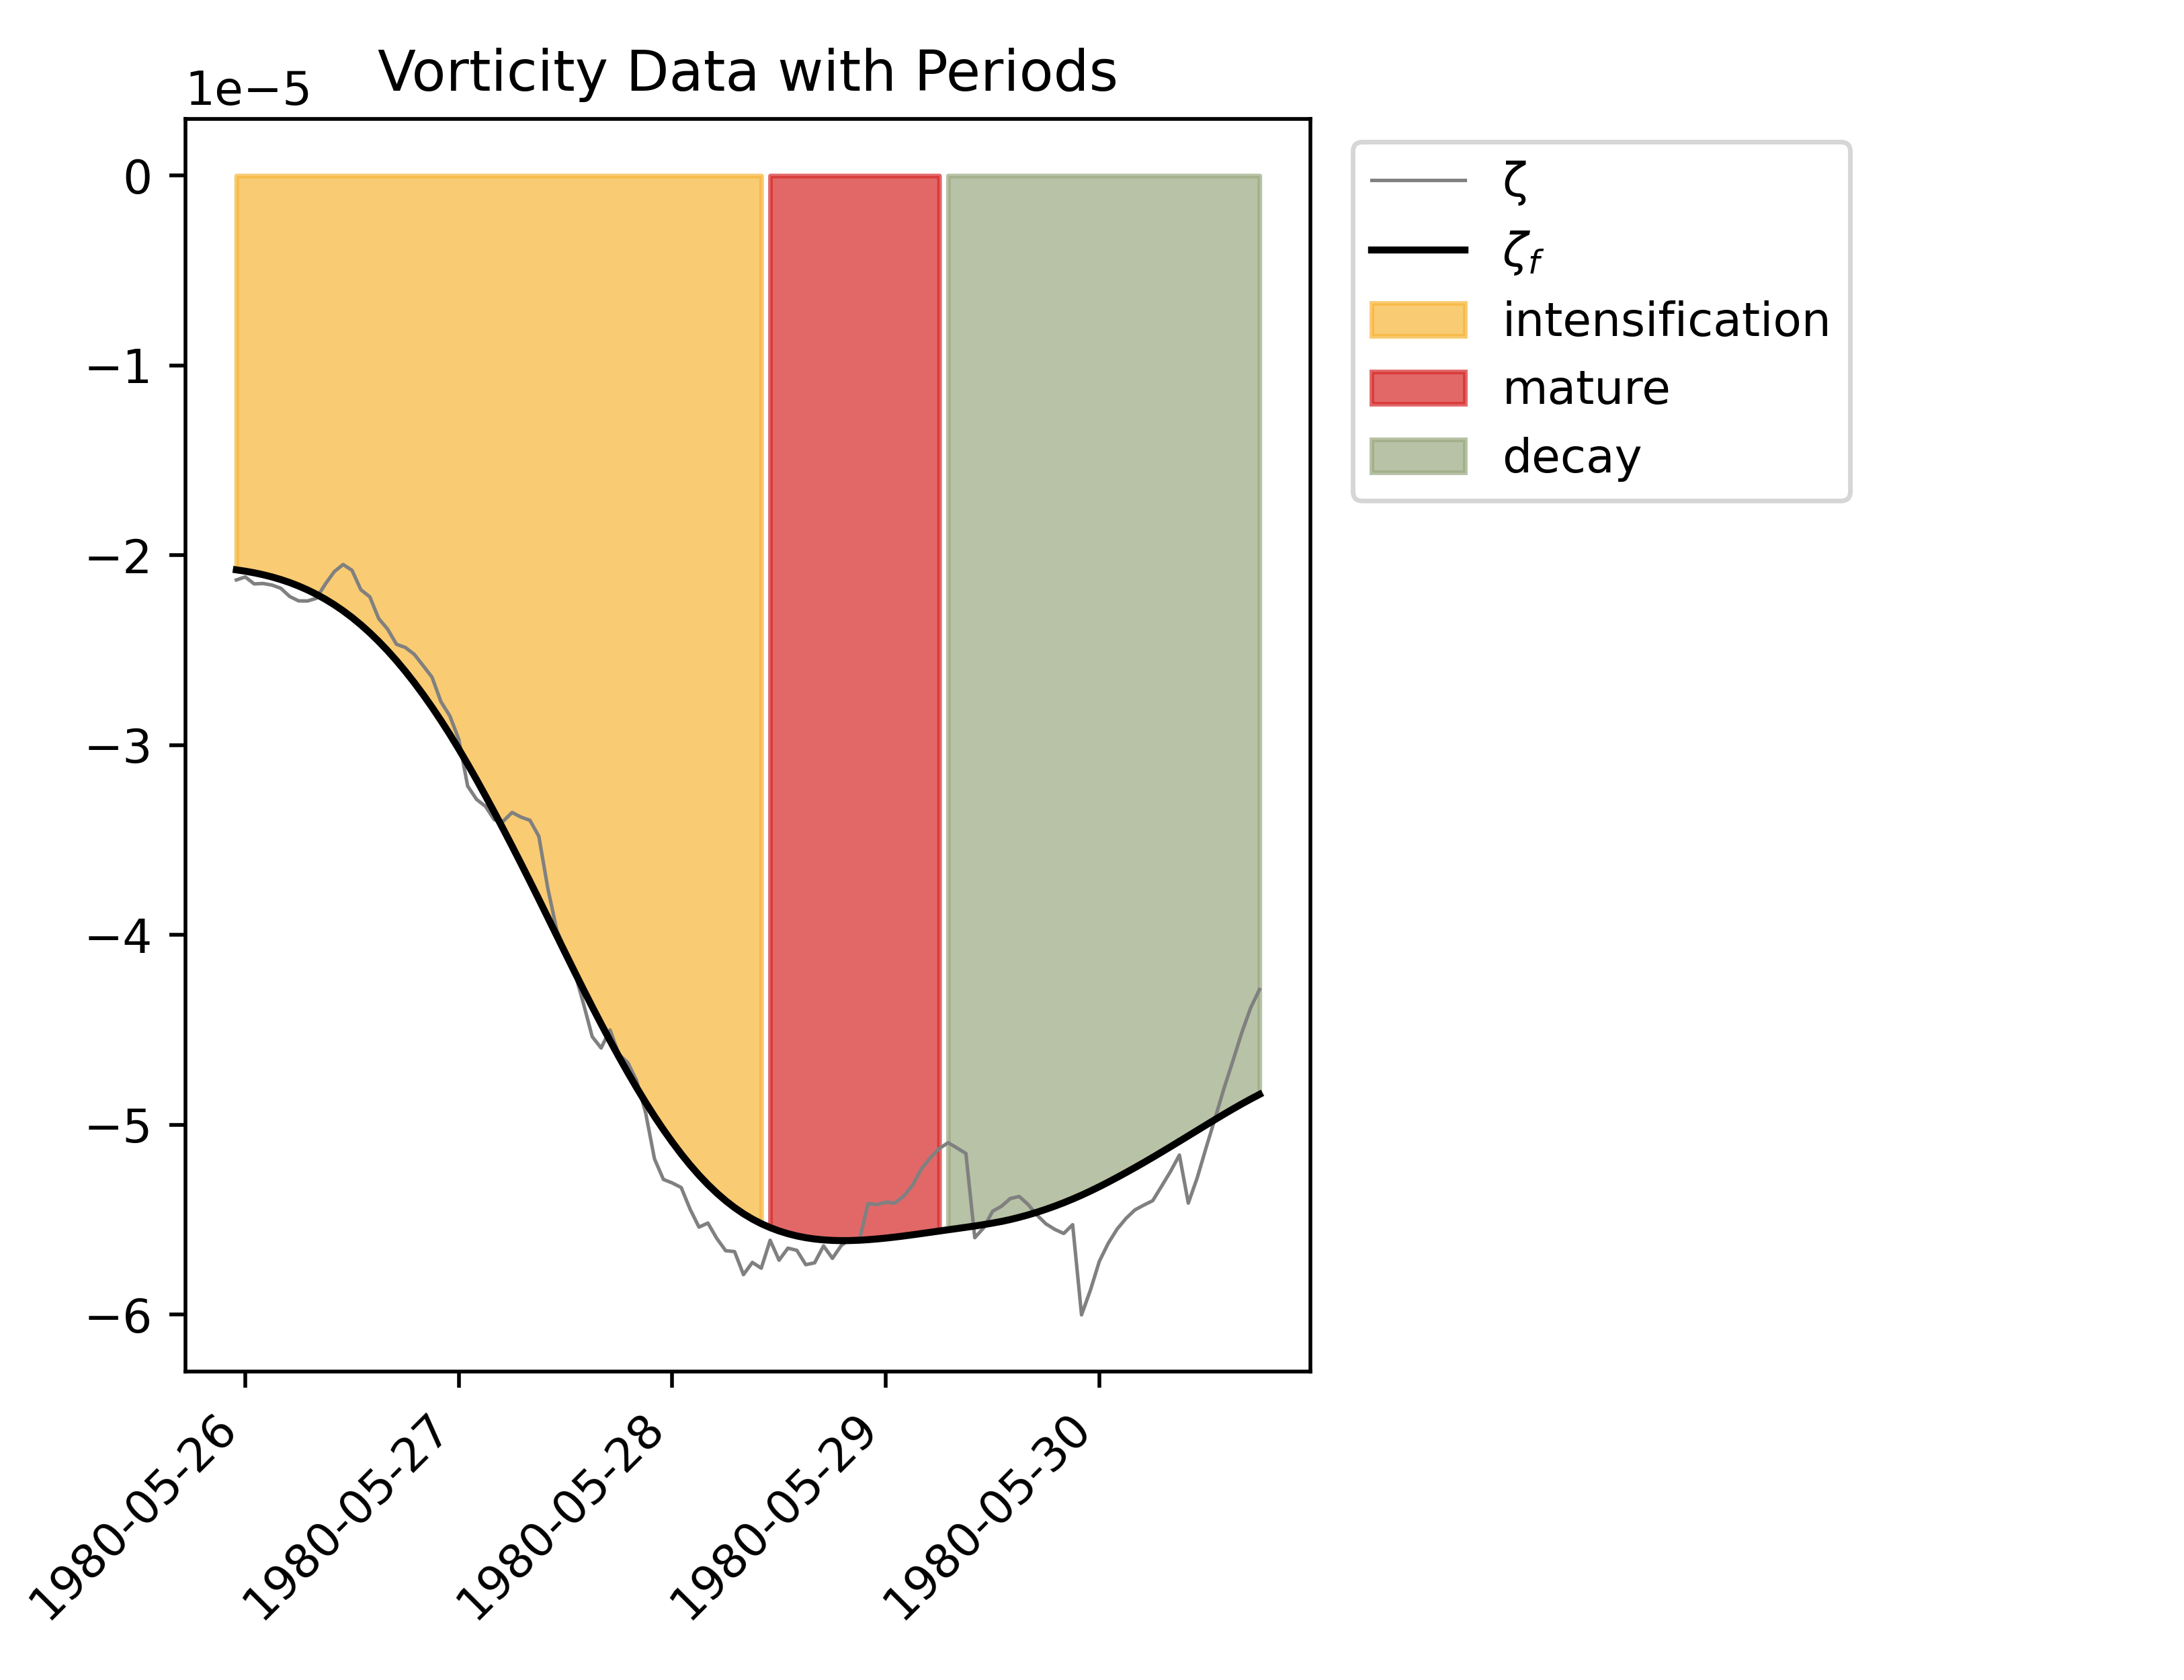 Vorticity Data with Periods
1e−5
0
−1
−2
−3
−4
−5
−6
1980-05-26
1980-05-27
1980-05-28
1980-05-29
1980-05-30
ζ
ζf
intensification
mature
decay